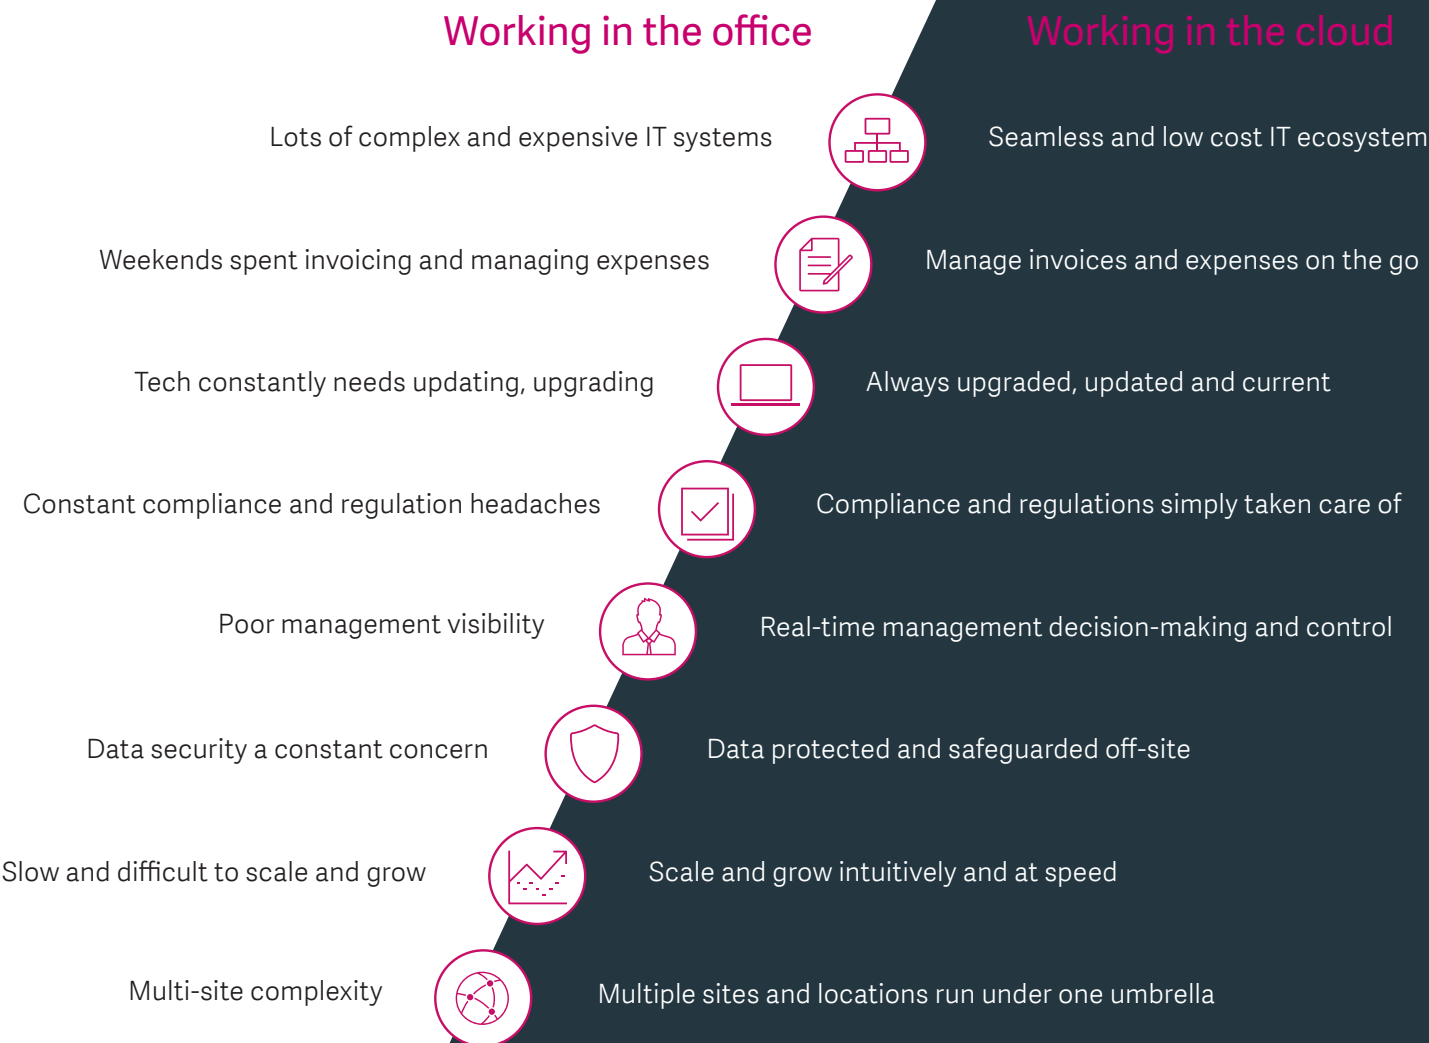 Working in the office
Working in the cloud
Lots of complex and expensive IT systems
Seamless and low cost IT ecosystem
Weekends spent invoicing and managing expenses
Manage invoices and expenses on the go
Tech constantly needs updating, upgrading
Always upgraded, updated and current
Constant compliance and regulation headaches
Compliance and regulations simply taken care of
Poor management visibility
Real-time management decision-making and control
Data security a constant concern
Data protected and safeguarded off-site
Slow and difficult to scale and grow
Scale and grow intuitively and at speed
Multi-site complexity
Multiple sites and locations run under one umbrella